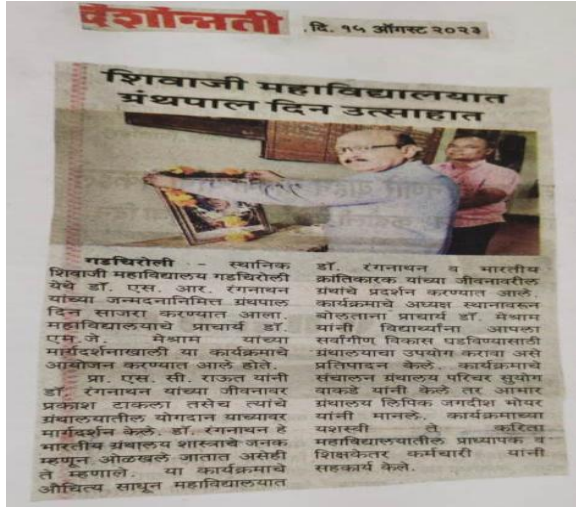 देशोन्नती
दि. १५ ऑगस्ट २०२३
शिवाजी महाविद्यालयात
ग्रंथपाल दिन उत्साहात
गडचिरोली - स्थानिक
शिवाजी महाविद्यालय गडचिरोली
येथे डॉ. एस. आर. रंगनाथन
यांच्या जन्मदनानिमित्त ग्रंथपाल
दिन साजरा करण्यात आला.
महाविद्यालयाचे प्राचार्य डॉ.
एम.जे. मेश्राम यांच्या
मार्गदर्शनाखाली या कार्यक्रमाचे
आयोजन करण्यात आले होते.
प्रा. एस. सी. राऊत यांनी
डॉ. रंगनाथन यांच्या जीवनावर
प्रकाश टाकला तसेच त्यांचे
ग्रंथालयातील योगदान याच्यावर
मार्गदर्शन केले. डॉ. रंगनाथन हे
भारतीय ग्रंथालय शास्त्राचे जनक
म्हणून ओळखले जातात असेही
ते म्हणाले. या कार्यक्रमाचे
औचित्य साधून महाविद्यालयात
डॉ. रंगनाथन व भारतीय
क्रांतिकारक यांच्या जीवनावरील
ग्रंथांचे प्रदर्शन करण्यात आले.
कार्यक्रमाचे अध्यक्ष स्थानावरून
बोलताना प्राचार्य डॉ. मेश्राम
यांनी विद्यार्थ्यांना आपला
सर्वांगीण विकास घडविण्यासाठी
ग्रंथालयाचा उपयोग करावा असे
प्रतिपादन केले. कार्यक्रमाचे
संचालन ग्रंथालय परिचर सुयोग
वाकडे यांनी केले तर आभार
ग्रंथालय लिपिक जगदीश मोयर
यांनी मानले. कार्यक्रमाच्या
यशस्वी ते करिता
महाविद्यालयातील प्राध्यापक व
शिक्षकेतर कर्मचारी यांनी
सहकार्य केले.